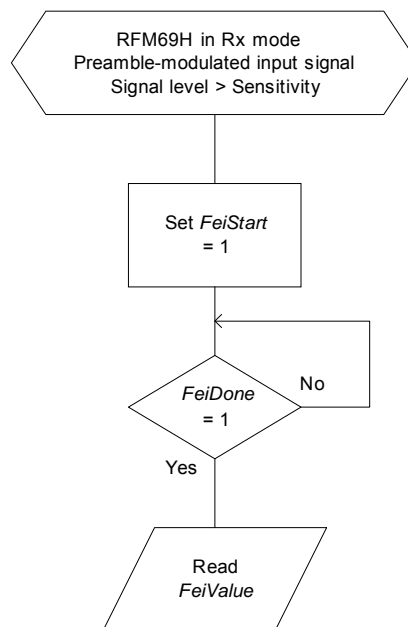 RFM69H in Rx mode
Preamble-modulated input signal
Signal level > Sensitivity
Set FeiStart
= 1
FeiDone
= 1
No
Yes
Read
FeiValue